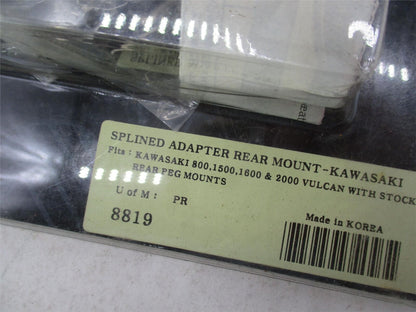 SPLINED ADAPTER REAR MOUNT-KAWASAKI
Fits : KAWASAKI 800,1500,1600 & 2000 VULCAN WITH STOCK
REAR PEG MOUNTS
U of M : PR
8819
Made in KOREA